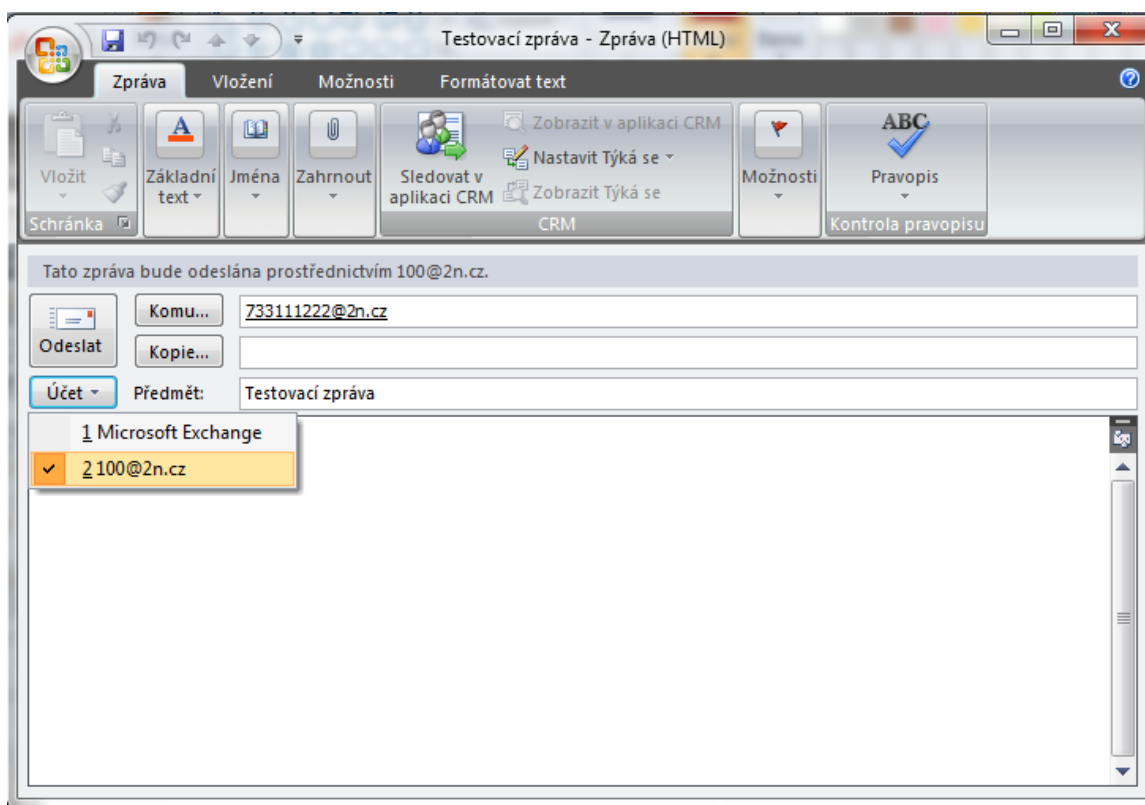 Testovací zpráva - Zpráva (HTML)
Zpráva Vložení Možnosti Formátovat text
Vložit
Schránka
Základní text
Jména
Zahrnout
Sledovat v aplikaci CRM
Zobrazit v aplikaci CRM
Nastavit Týká se
Zobrazit Týká se
CRM
Možnosti
ABC
Pravopis
Kontrola pravopisu
Tato zpráva bude odeslána prostřednictvím 100@2n.cz.
Odeslat
Komu... 733111222@2n.cz
Kopie...
Účet Předmět: Testovací zpráva
1 Microsoft Exchange
2 100@2n.cz